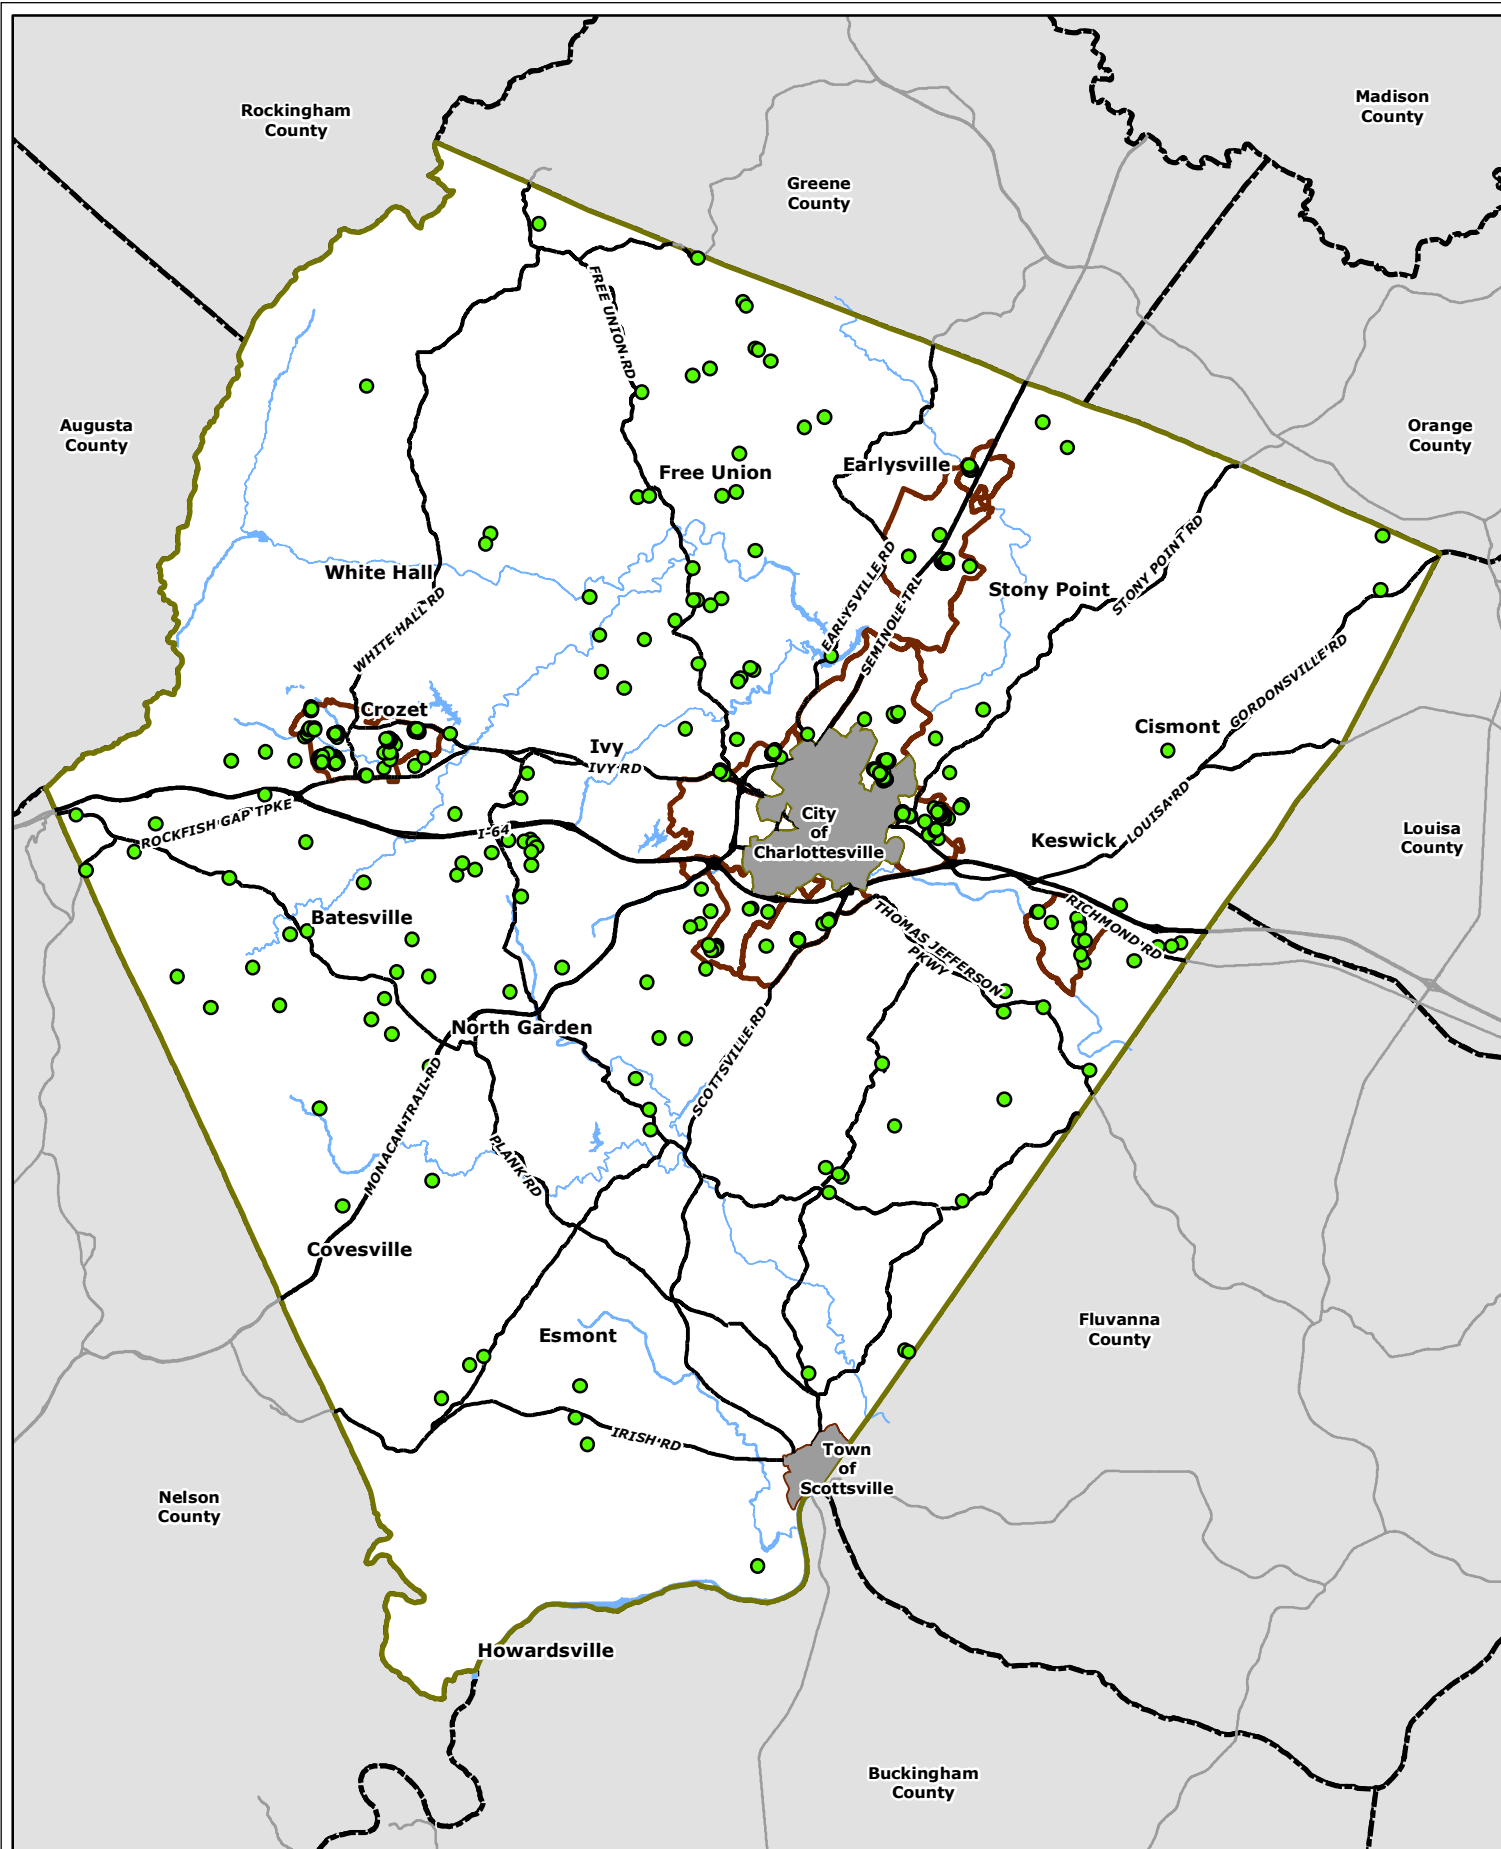 Rockingham
County
Madison
County
Greene
County
FREE UNION RD
Augusta
County
Orange
County
Earlysville
Free Union
STONY POINT RD
EARLYSVILLE RD
White Hall
SEMINOLE TRL
Stony Point
WHITE HALL RD
GORDONSVILLE RD
Crozet
Cismont
Ivy
IVY RD
LOUISA RD
ROCKFISH GAP TPKE
I-64
City
of
Charlottesville
Keswick
Louisa
County
Batesville
RICHMOND RD
THOMAS JEFFERSON
PKWY
North Garden
SCOTTSVILLE RD
MONACAN TRAIL RD
PLANK RD
Covesville
Esmont
Fluvanna
County
IRISH RD
Town
of
Scottsville
Nelson
County
Howardsville
Buckingham
County